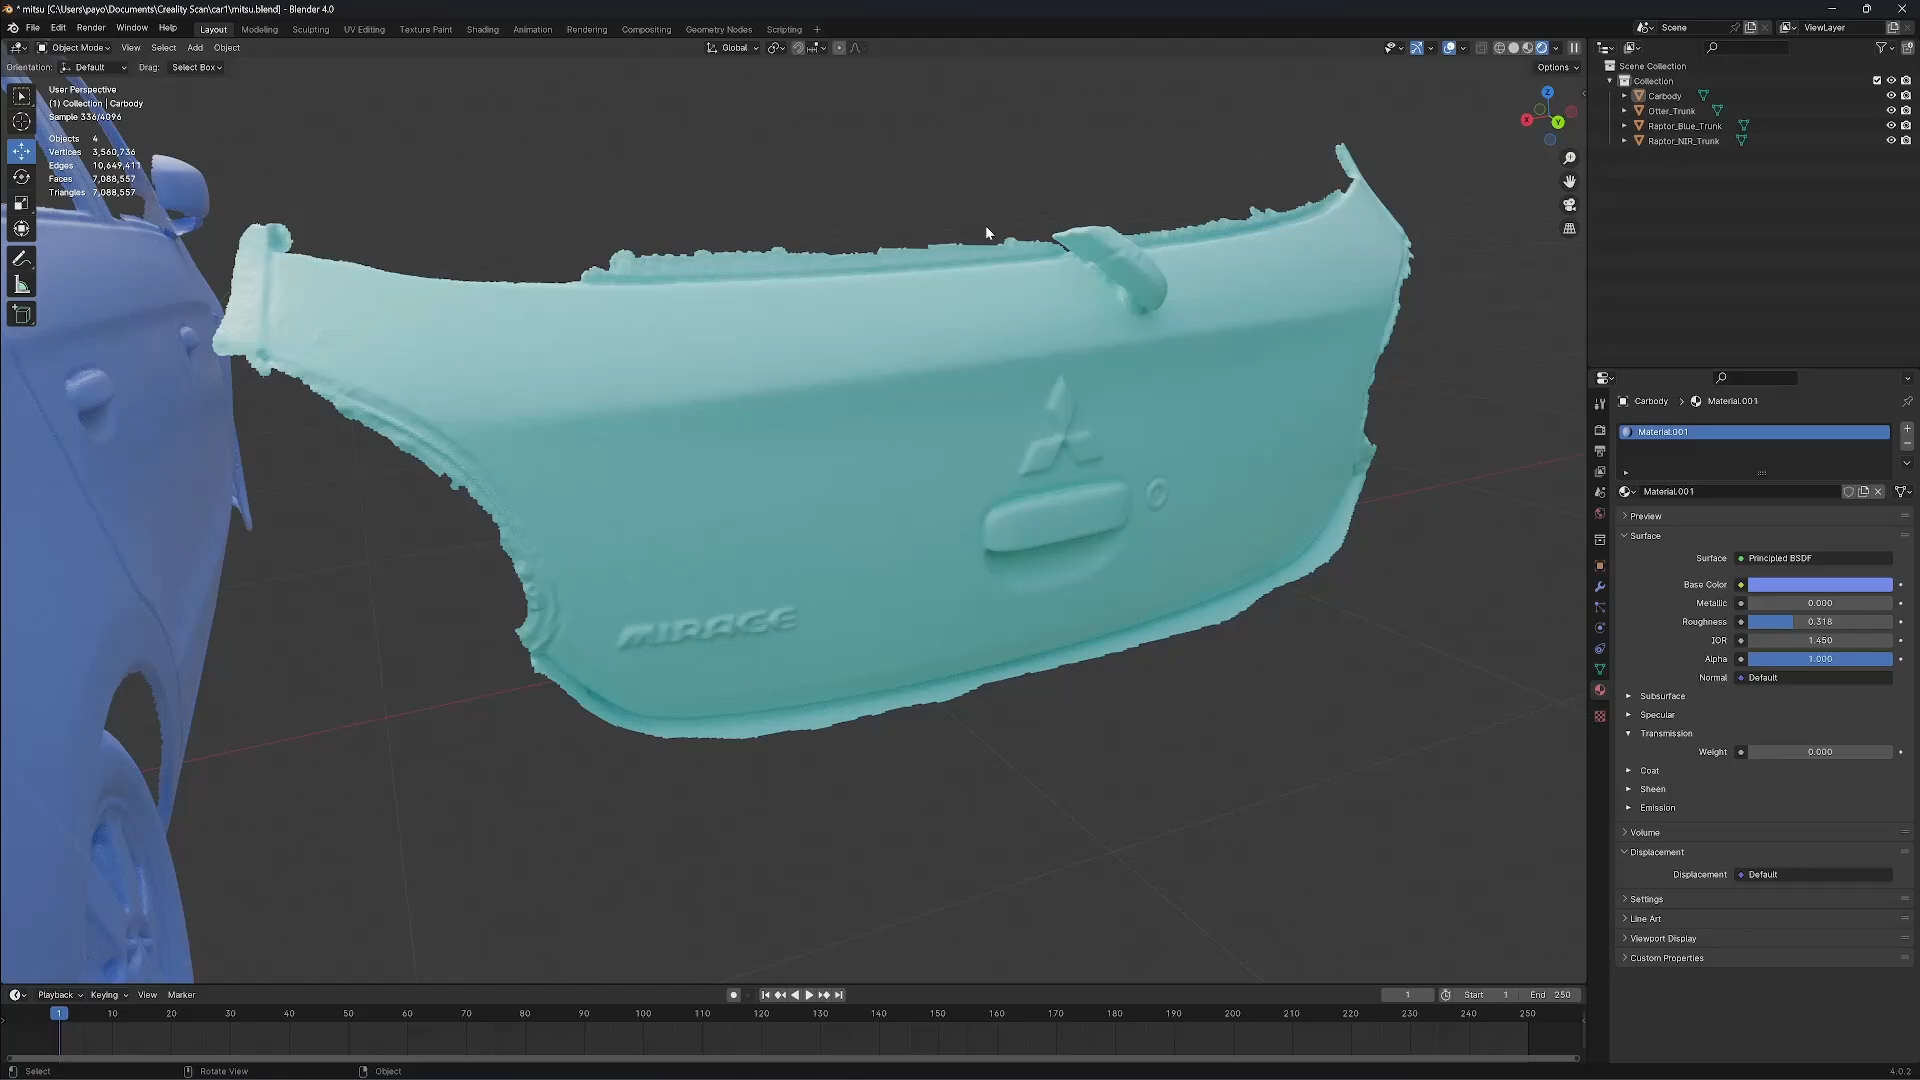 * mitsu [C:\Users\payo\Documents\Creality Scan\car1\mitsu.blend] - Blender 4.0
File Edit Render Window Help Layout Modeling Sculpting UV Editing Texture Paint Shading Animation Rendering Compositing Geometry Nodes Scripting + Scene ViewLayer
Object Mode View Select Add Object Global
Orientation: Default Drag: Select Box Options
User Perspective
(1) Collection | Carbody
Sample 336/4096
Objects 4
Vertices 3,560,736
Edges 10,649,411
Faces 7,088,557
Triangles 7,088,557
Z
X
Y
MIRAGE
Scene Collection
Collection
Carbody
Otter_Trunk
Raptor_Blue_Trunk
Raptor_NIR_Trunk
Carbody > Material.001
Material.001
Material.001
Preview
Surface
Surface Principled BSDF
Base Color
Metallic 0.000
Roughness 0.318
IOR 1.450
Alpha 1.000
Normal Default
Subsurface
Specular
Transmission
Weight 0.000
Coat
Sheen
Emission
Volume
Displacement
Displacement Default
Settings
Line Art
Viewport Display
Custom Properties
Playback Keying View Marker 1 Start 1 End 250
1 10 20 30 40 50 60 70 80 90 100 110 120 130 140 150 160 170 180 190 200 210 220 230 240 250
Select Rotate View Object 4.0.2